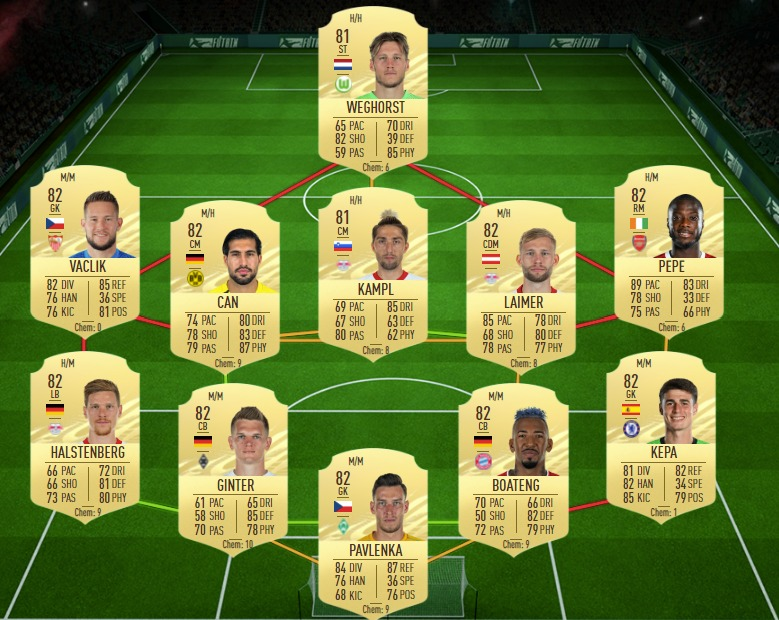 H/H
81
ST
WEGHORST
65 PAC 70 DRI
82 SHO 39 DEF
59 PAS 85 PHY
Chem: 6
M/M
82
GK
VACLIK
82 DIV 85 REF
76 HAN 36 SPE
76 KIC 81 POS
Chem: 0
M/H
82
CM
CAN
74 PAC 80 DRI
78 SHO 83 DEF
79 PAS 87 PHY
Chem: 9
H/H
81
CM
KAMPL
69 PAC 85 DRI
67 SHO 63 DEF
80 PAS 62 PHY
Chem: 8
M/H
82
CDM
LAIMER
85 PAC 78 DRI
68 SHO 80 DEF
78 PAS 77 PHY
Chem: 8
H/M
82
RM
PEPE
89 PAC 83 DRI
78 SHO 33 DEF
75 PAS 66 PHY
Chem: 6
H/M
82
LB
HALSTENBERG
66 PAC 72 DRI
66 SHO 81 DEF
73 PAS 80 PHY
Chem: 9
M/M
82
CB
GINTER
61 PAC 65 DRI
58 SHO 85 DEF
70 PAS 78 PHY
Chem: 10
M/M
82
GK
PAVLENKA
84 DIV 87 REF
76 HAN 36 SPE
68 KIC 76 POS
Chem: 9
M/M
82
CB
BOATENG
70 PAC 66 DRI
50 SHO 82 DEF
72 PAS 79 PHY
Chem: 9
M/M
82
GK
KEPA
81 DIV 82 REF
82 HAN 34 SPE
85 KIC 79 POS
Chem: 1